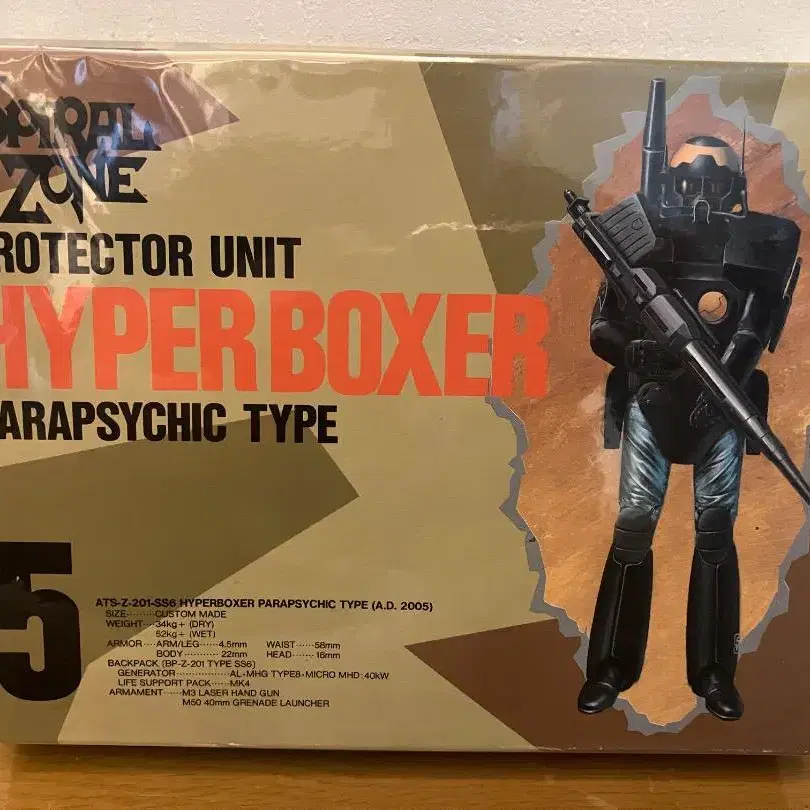 SPIRAL
ZONE
ROTECTOR UNIT
HYPER BOXER
ARAPSYCHIC TYPE
5
ATS-Z-201-SS6 HYPERBOXER PARAPSYCHIC TYPE (A.D. 2005)
SIZE·········CUSTOM MADE
WEIGHT···34kg+ (DRY)
52kg+ (WET)
ARMOR···ARM/LEG······4.5mm WAIST······58mm
BODY···········22mm HEAD·······16mm
BACKPACK (BP-Z-201 TYPE SS6)
GENERATOR···············AL·MHG TYPE8·MICRO MHD:40kW
LIFE SUPPORT PACK······MK4
ARMAMENT······M3 LASER HAND GUN
M50 40mm GRENADE LAUNCHER